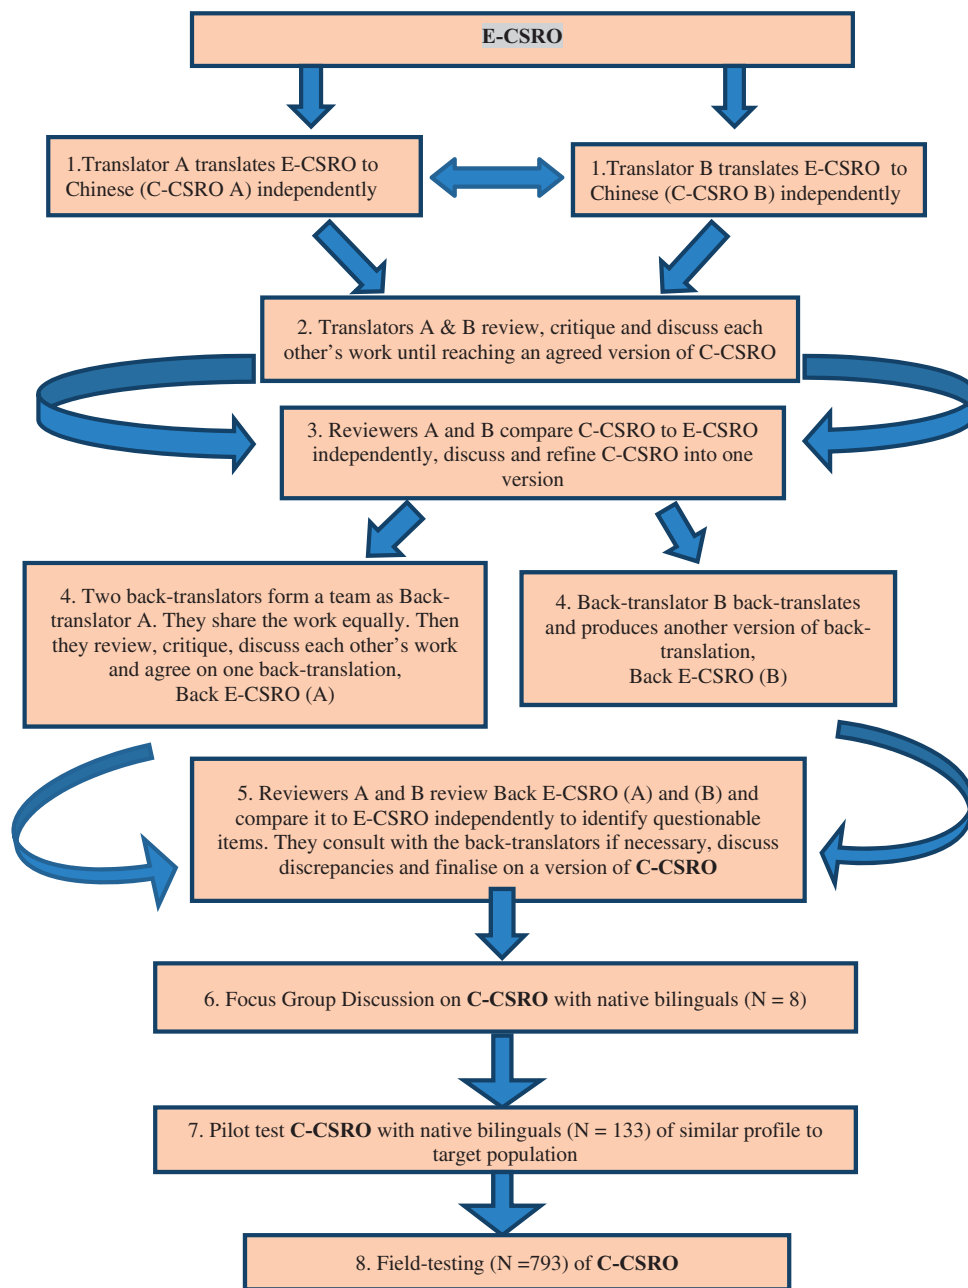 E-CSRO
1.Translator A translates E-CSRO to
Chinese (C-CSRO A) independently
1.Translator B translates E-CSRO to
Chinese (C-CSRO B) independently
2. Translators A & B review, critique and discuss each
other’s work until reaching an agreed version of C-CSRO
3. Reviewers A and B compare C-CSRO to E-CSRO
independently, discuss and refine C-CSRO into one
version
4. Two back-translators form a team as Back-
translator A. They share the work equally. Then
they review, critique, discuss each other’s work
and agree on one back-translation,
Back E-CSRO (A)
4. Back-translator B back-translates
and produces another version of back-
translation,
Back E-CSRO (B)
5. Reviewers A and B review Back E-CSRO (A) and (B) and
compare it to E-CSRO independently to identify questionable
items. They consult with the back-translators if necessary, discuss
discrepancies and finalise on a version of C-CSRO
6. Focus Group Discussion on C-CSRO with native bilinguals (N = 8)
7. Pilot test C-CSRO with native bilinguals (N = 133) of similar profile to
target population
8. Field-testing (N =793) of C-CSRO